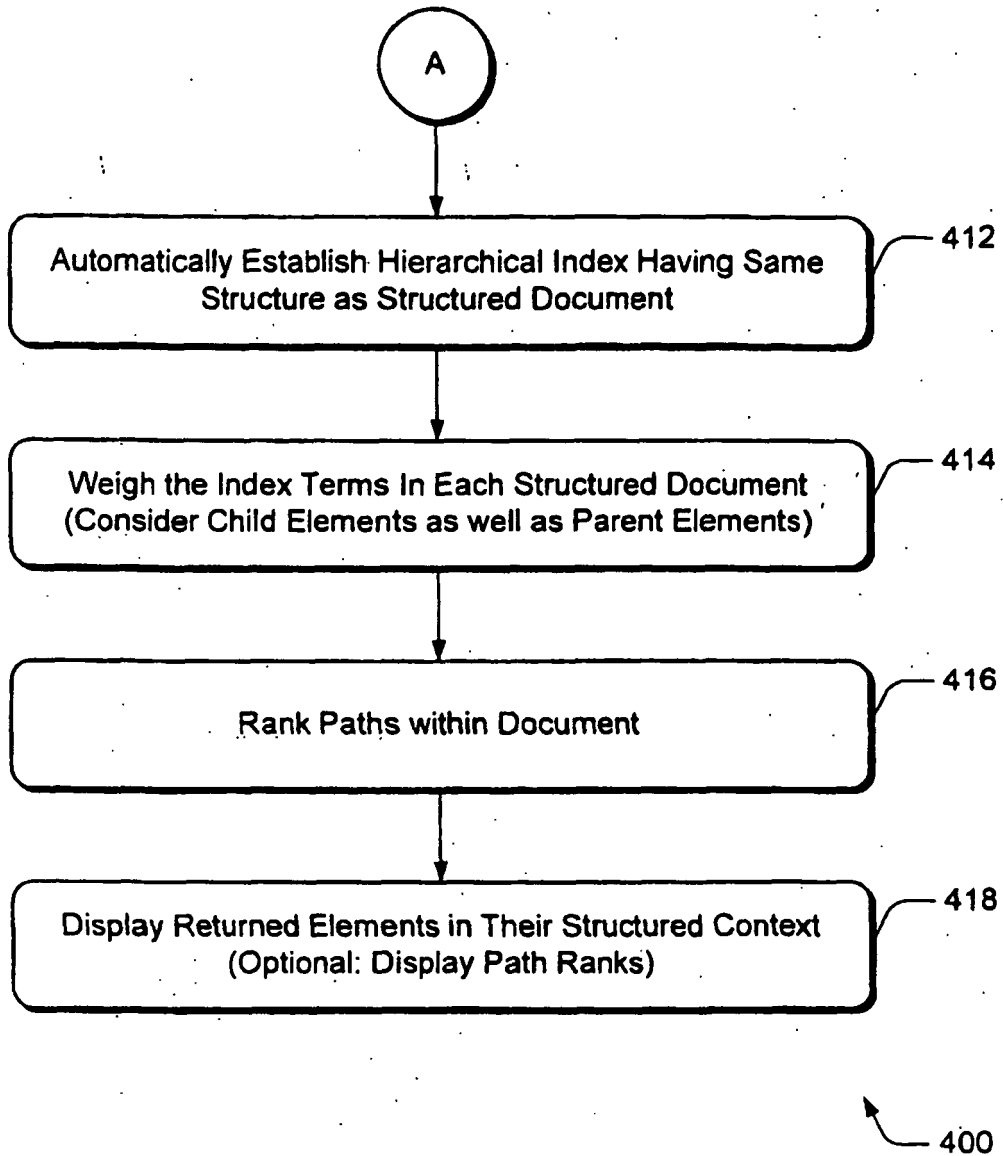 A
Automatically Establish Hierarchical Index Having Same
Structure as Structured Document
412
Weigh the Index Terms In Each Structured Document
(Consider Child Elements as well as Parent Elements)
414
Rank Paths within Document
416
Display Returned Elements in Their Structured Context
(Optional: Display Path Ranks)
418
400